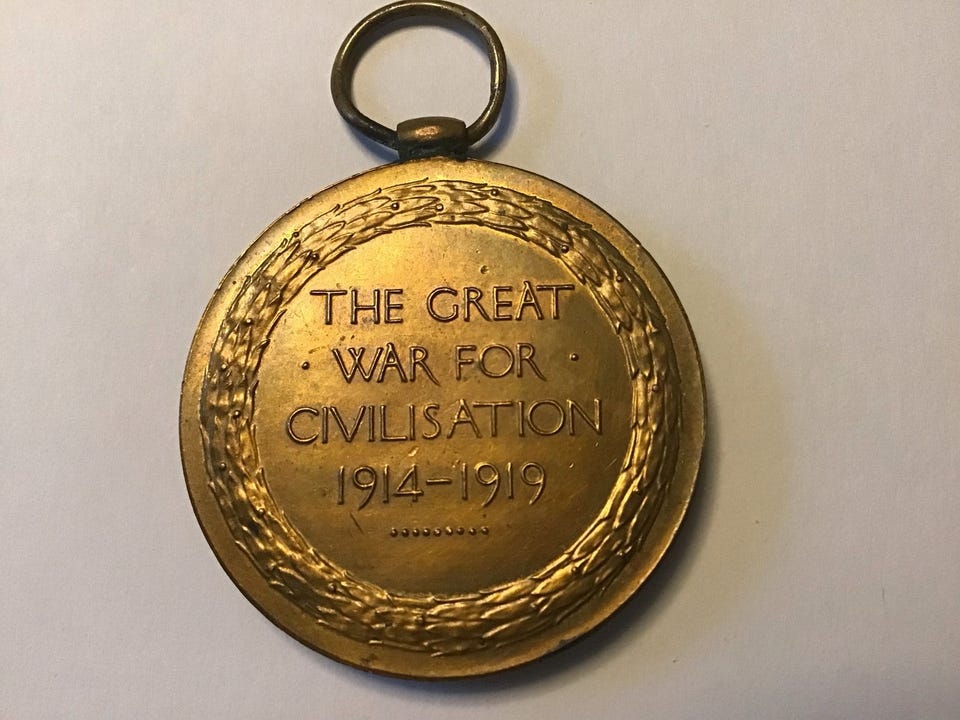 THE GREAT
· WAR FOR ·
CIVILISATION
1914-1919